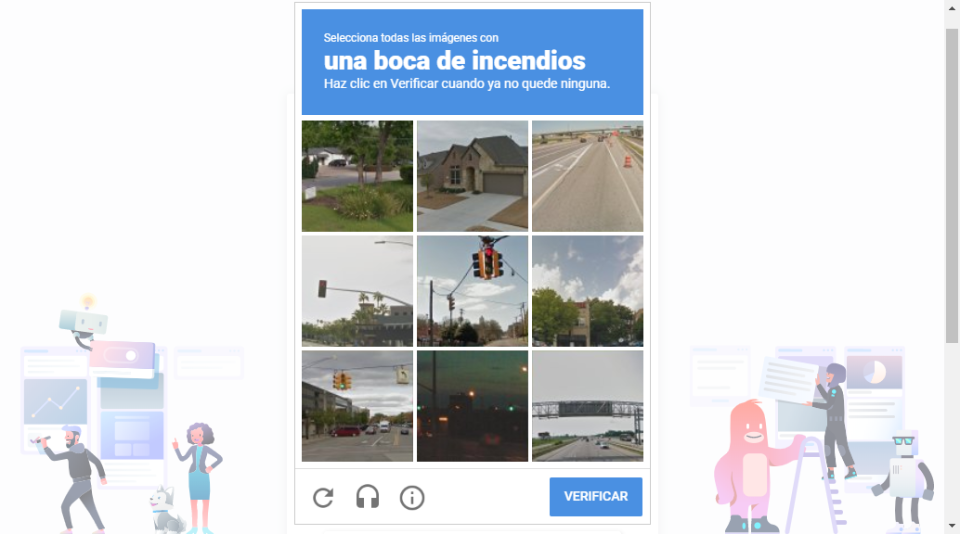 Selecciona todas las imágenes con
una boca de incendios
Haz clic en Verificar cuando ya no quede ninguna.
VERIFICAR